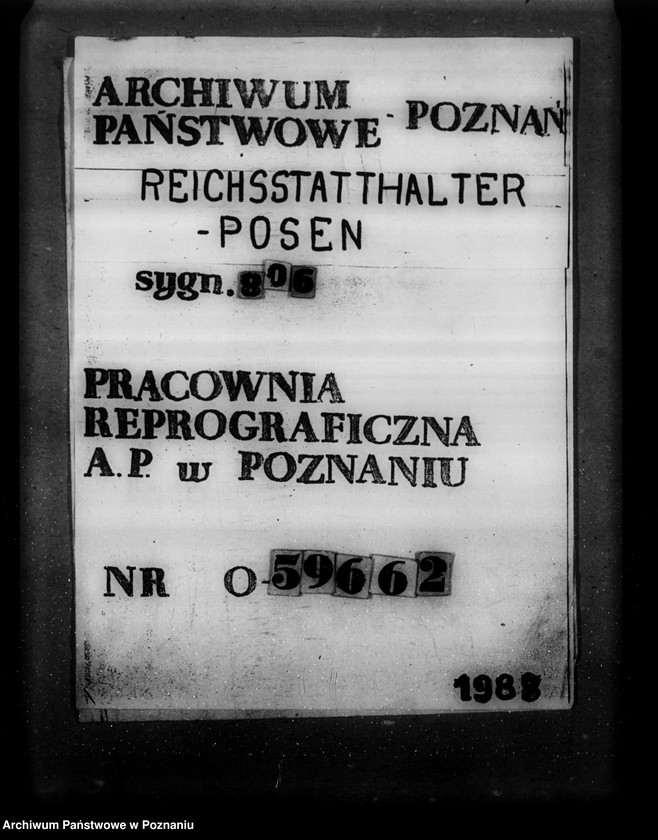 ARCHIWUM
PAŃSTWOWE - POZNAŃ
REICHSSTATTHALTER
-POSEN
sygn. 806
PRACOWNIA
REPROGRAFICZNA
A.P. w POZNANIU
NR O-59662
1988
Archiwum Państwowe w Poznaniu